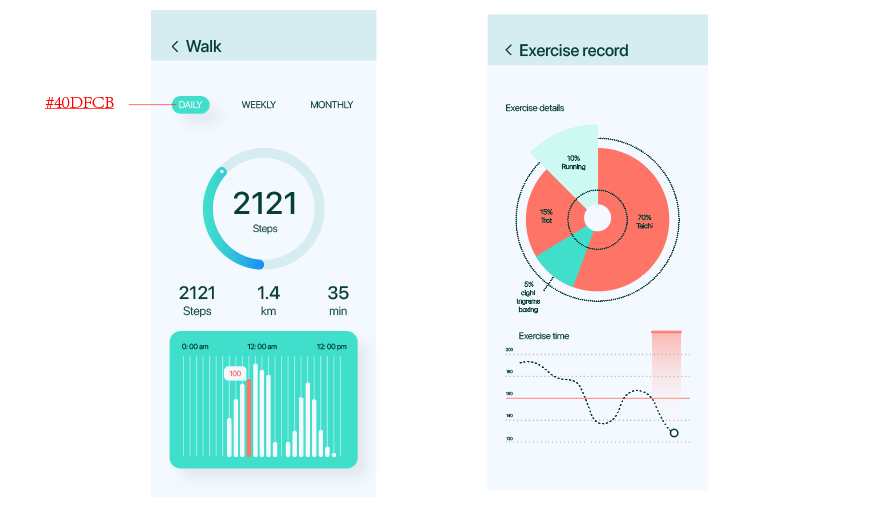 Walk
#40DFCB
DAILY
WEEKLY
MONTHLY
2121
Steps
2121
Steps
1.4
km
35
min
0:00 am
12:00 am
12:00 pm
100
Exercise record
Exercise details
10%
Running
15%
Trot
70%
Taichi
5%
eight
trigrams
boxing
Exercise time
200
180
160
140
120